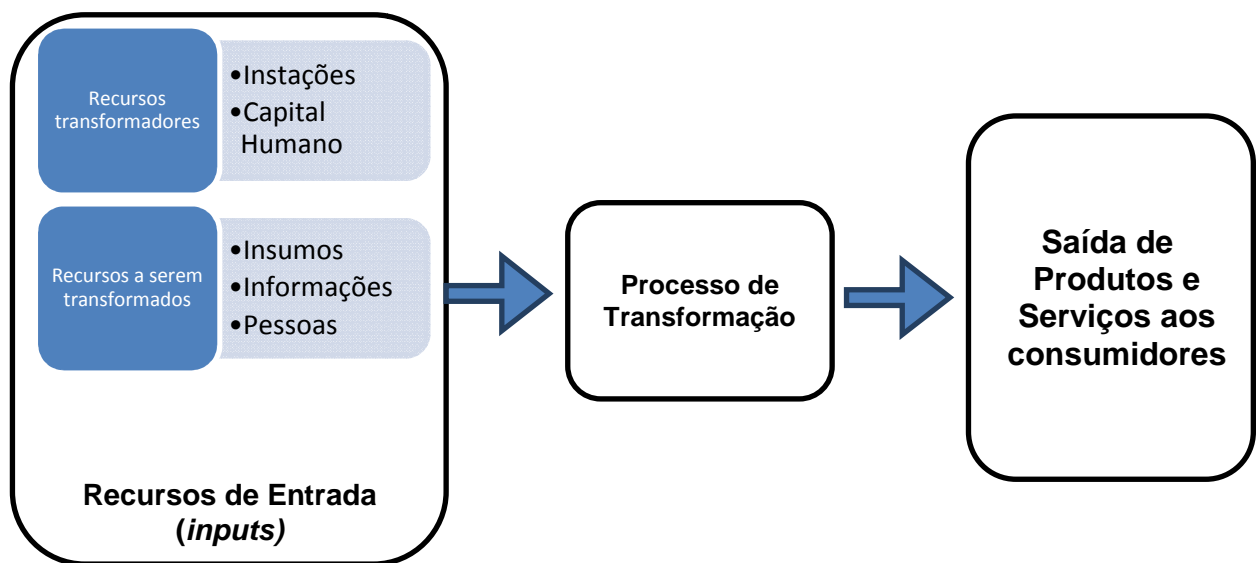 Recursos
transformadores
•Instações
•Capital
Humano
Recursos a serem
transformados
•Insumos
•Informações
•Pessoas
Recursos de Entrada
(inputs)
Processo de
Transformação
Saída de
Produtos e
Serviços aos
consumidores